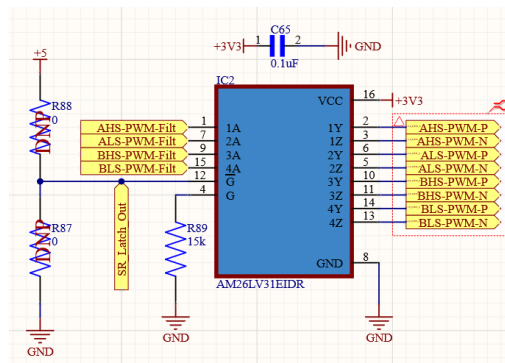 C65
+3V3 1 2 GND
0.1uF
+5
IC2
R88
0
DNP
VCC 16 +3V3
AHS-PWM-Filt 1 1A 1Y 2 AHS-PWM-P
ALS-PWM-Filt 7 2A 1Z 3 AHS-PWM-N
BHS-PWM-Filt 9 3A 2Y 6 ALS-PWM-P
BLS-PWM-Filt 15 4A 2Z 5 ALS-PWM-N
12 G 3Y 10 BHS-PWM-P
4 G 3Z 11 BHS-PWM-N
4Y 14 BLS-PWM-P
4Z 13 BLS-PWM-N
SR_Latch_Out
R87
0
DNP
R89
15k
GND 8
AM26LV31EIDR
GND
GND
GND